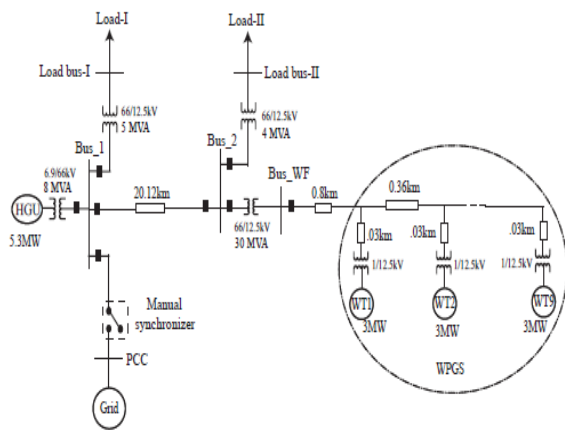 Load-I
Load-II
Load bus-I
Load bus-II
66/12.5kV
5 MVA
66/12.5kV
4 MVA
Bus_1
Bus_2
Bus_WF
6.9/66kV
8 MVA
20.12km
0.8km
0.36km
HGU
5.3MW
66/12.5kV
30 MVA
.03km
.03km
.03km
1/12.5kV
1/12.5kV
1/12.5kV
WT1
WT2
WT9
3MW
3MW
3MW
WPGS
Manual
synchronizer
PCC
Grid